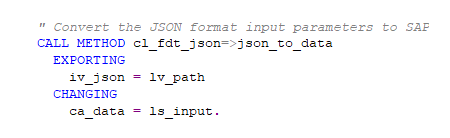 " Convert the JSON format input parameters to SAP
CALL METHOD cl_fdt_json=>json_to_data
EXPORTING
iv_json = lv_path
CHANGING
ca_data = ls_input.